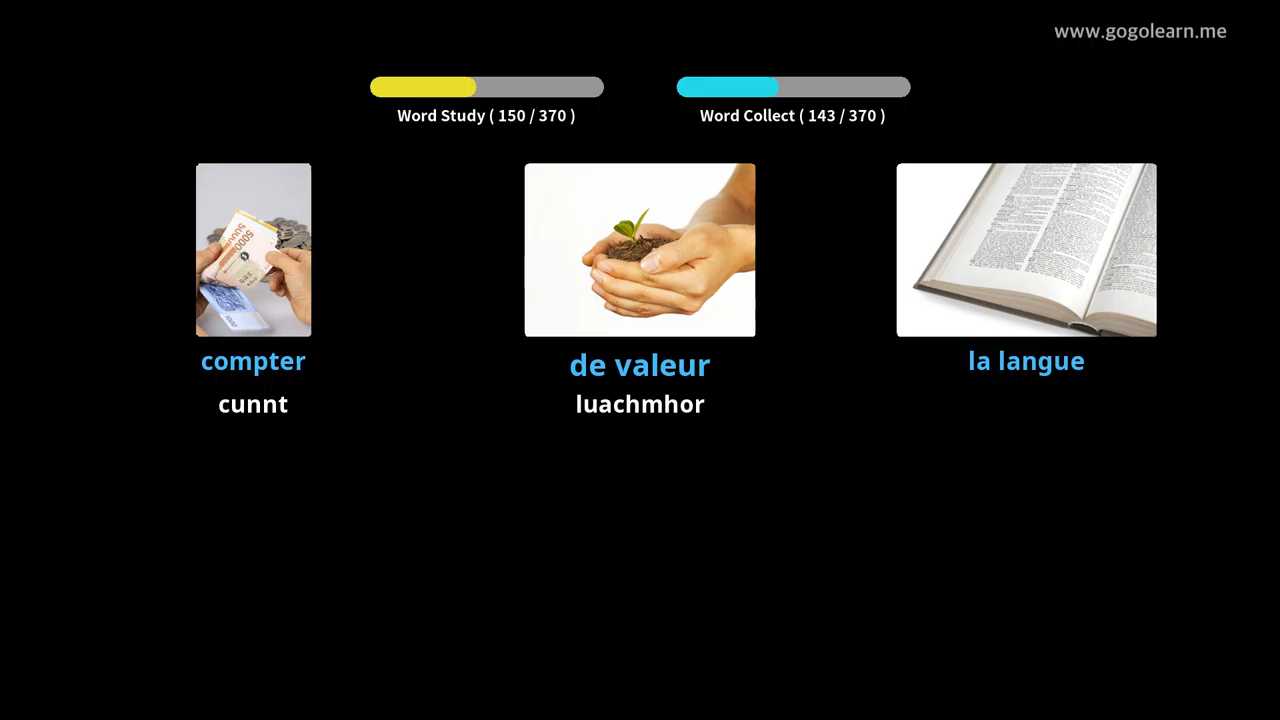 www.gogolearn.me
Word Study ( 150 / 370 )
Word Collect ( 143 / 370 )
compter
de valeur
la langue
cunnt
luachmhor